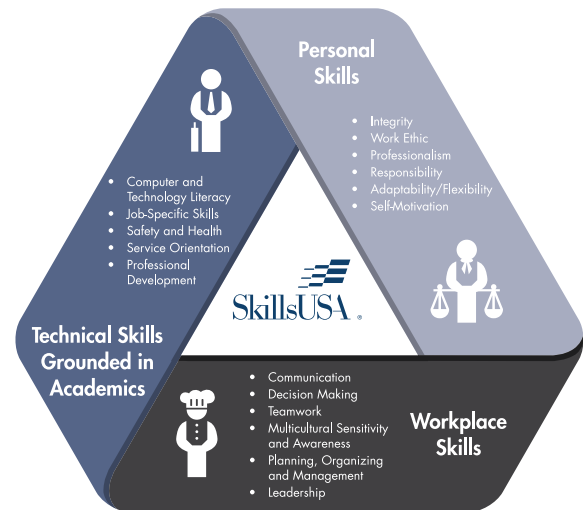 Personal
Skills
• Integrity
• Work Ethic
• Professionalism
• Responsibility
• Adaptability/Flexibility
• Self-Motivation
• Computer and
Technology Literacy
• Job-Specific Skills
• Safety and Health
• Service Orientation
• Professional
Development
Technical Skills
Grounded in
Academics
SkillsUSA®
• Communication
• Decision Making
• Teamwork
• Multicultural Sensitivity
and Awareness
• Planning, Organizing
and Management
• Leadership
Workplace
Skills